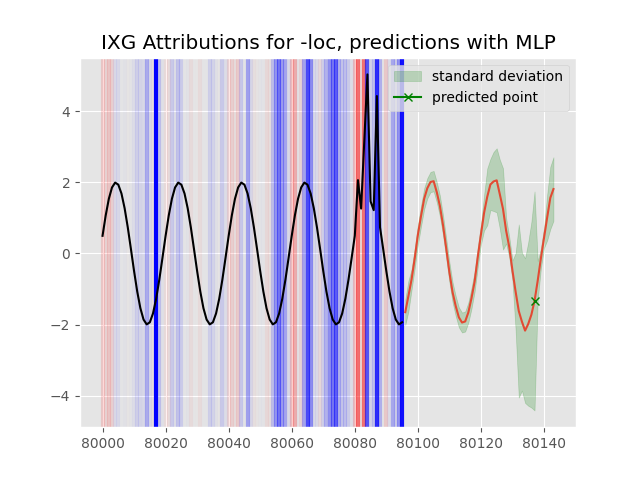 IXG Attributions for -loc, predictions with MLP
standard deviation
predicted point
4
2
0
−2
−4
80000 80020 80040 80060 80080 80100 80120 80140